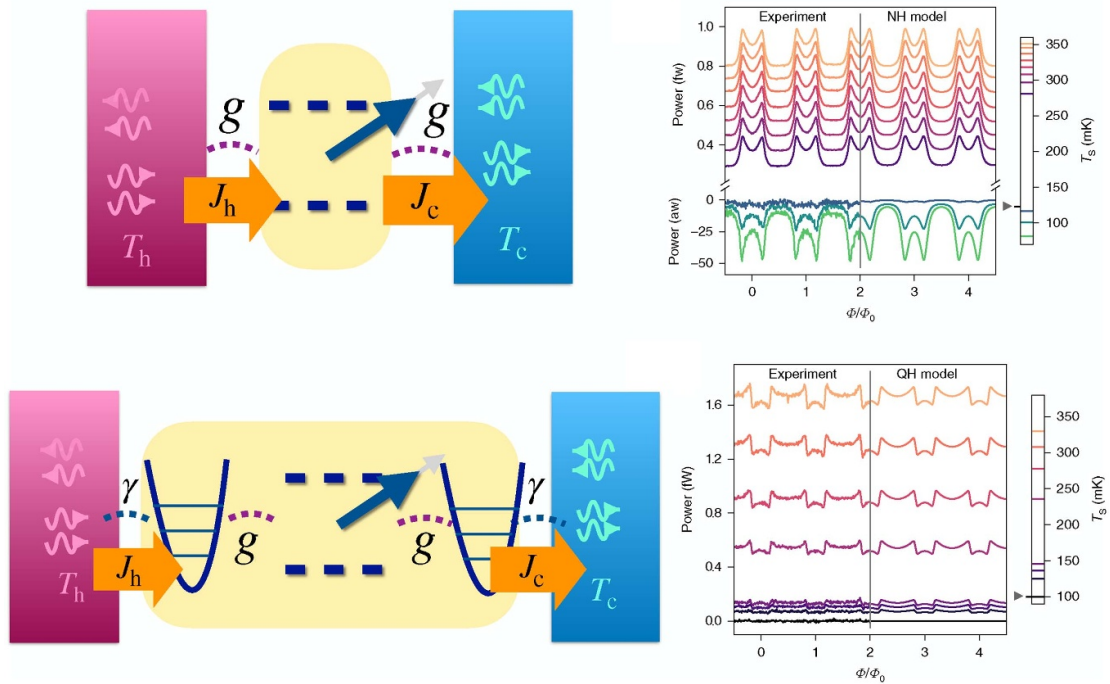 g
g
J_h
J_c
T_h
T_c
Experiment
NH model
Power (fw)
1.0
0.8
0.6
0.4
Power (aw)
0
−25
−50
0
1
2
3
4
Φ/Φ_0
350
300
250
200
150
100
T_S (mK)
γ
g
g
γ
J_h
J_c
T_h
T_c
Experiment
QH model
Power (fW)
1.6
1.2
0.8
0.4
0.0
0
1
2
3
4
Φ/Φ_0
350
300
250
200
150
100
T_S (mK)